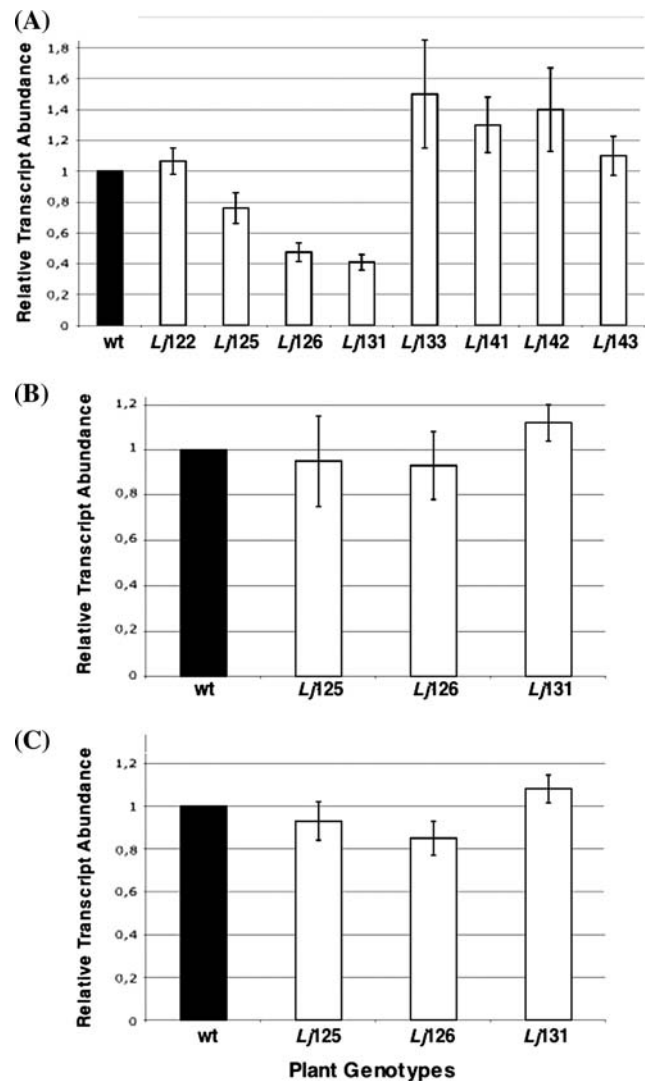 (A)
Relative Transcript Abundance
1,8
1,6
1,4
1,2
1
0,8
0,6
0,4
0,2
0
wt Lj122 Lj125 Lj126 Lj131 Lj133 Lj141 Lj142 Lj143
(B)
Relative Transcript Abundance
1,2
1
0,8
0,6
0,4
0,2
0
wt Lj125 Lj126 Lj131
(C)
Relative Transcript Abundance
1,2
1
0,8
0,6
0,4
0,2
0
wt Lj125 Lj126 Lj131
Plant Genotypes